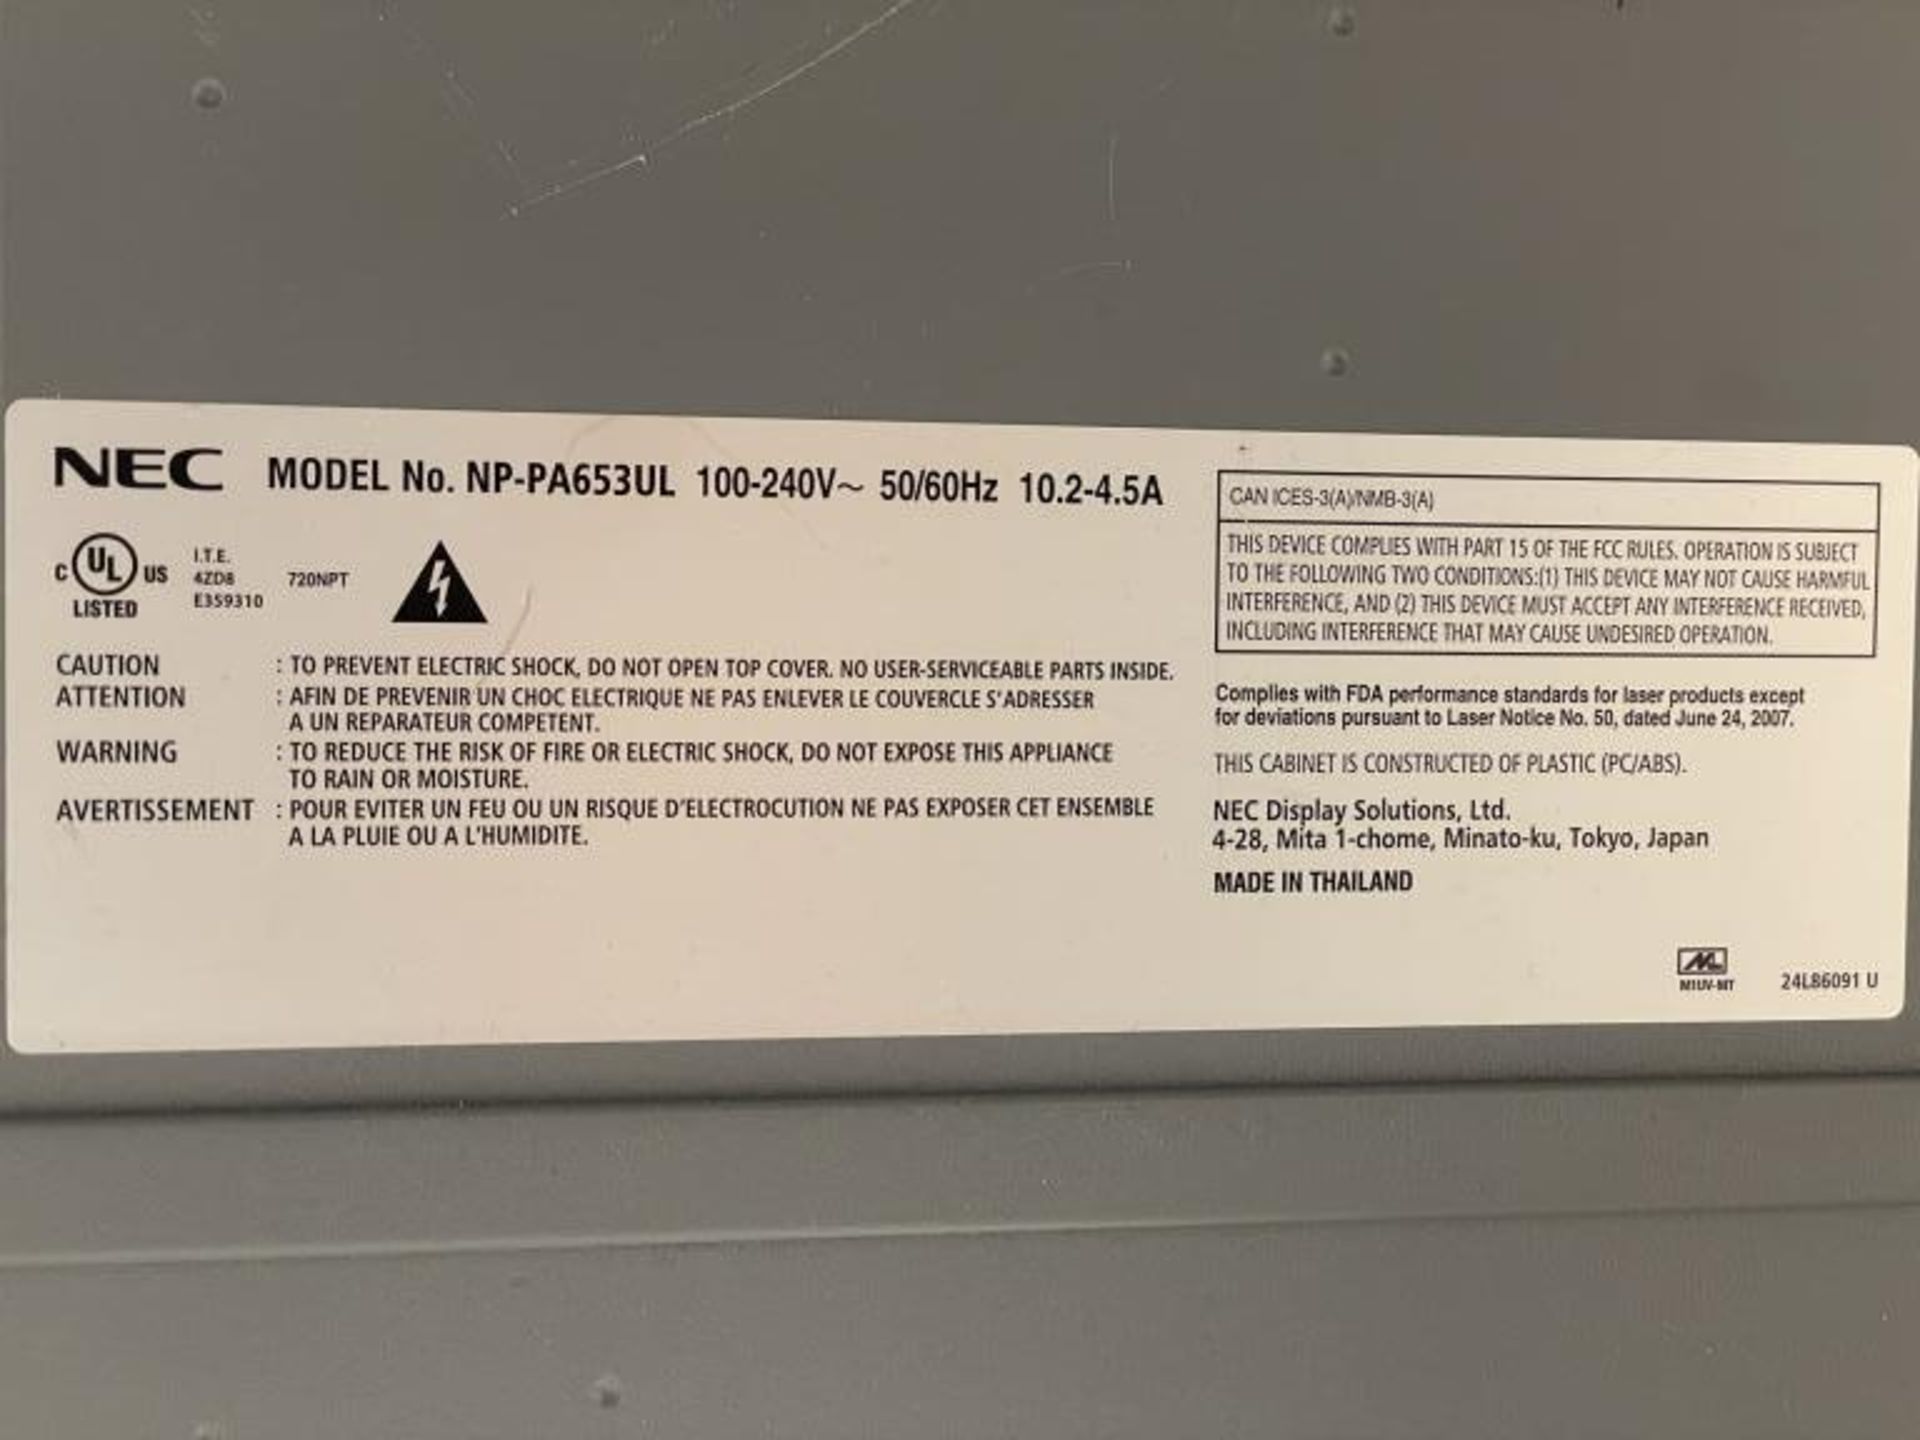 NEC MODEL No. NP-PA653UL 100-240V~ 50/60Hz 10.2-4.5A
C UL US
LISTED
I.T.E.
4ZD8
E359310
720NPT
CAUTION : TO PREVENT ELECTRIC SHOCK, DO NOT OPEN TOP COVER. NO USER-SERVICEABLE PARTS INSIDE.
ATTENTION : AFIN DE PREVENIR UN CHOC ELECTRIQUE NE PAS ENLEVER LE COUVERCLE S'ADRESSER
A UN REPARATEUR COMPETENT.
WARNING : TO REDUCE THE RISK OF FIRE OR ELECTRIC SHOCK, DO NOT EXPOSE THIS APPLIANCE
TO RAIN OR MOISTURE.
AVERTISSEMENT : POUR EVITER UN FEU OU UN RISQUE D'ELECTROCUTION NE PAS EXPOSER CET ENSEMBLE
A LA PLUIE OU A L'HUMIDITE.
CAN ICES-3(A)/NMB-3(A)
THIS DEVICE COMPLIES WITH PART 15 OF THE FCC RULES. OPERATION IS SUBJECT
TO THE FOLLOWING TWO CONDITIONS:(1) THIS DEVICE MAY NOT CAUSE HARMFUL
INTERFERENCE, AND (2) THIS DEVICE MUST ACCEPT ANY INTERFERENCE RECEIVED,
INCLUDING INTERFERENCE THAT MAY CAUSE UNDESIRED OPERATION.
Complies with FDA performance standards for laser products except
for deviations pursuant to Laser Notice No. 50, dated June 24, 2007.
THIS CABINET IS CONSTRUCTED OF PLASTIC (PC/ABS).
NEC Display Solutions, Ltd.
4-28, Mita 1-chome, Minato-ku, Tokyo, Japan
MADE IN THAILAND
24L86091 U